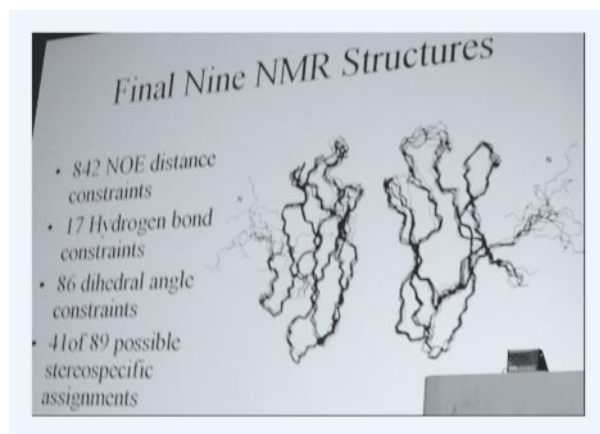 Final Nine NMR Structures
• 842 NOE distance
constraints
• 17 Hydrogen bond
constraints
• 86 dihedral angle
constraints
• 41of 89 possible
stereospecific
assignments